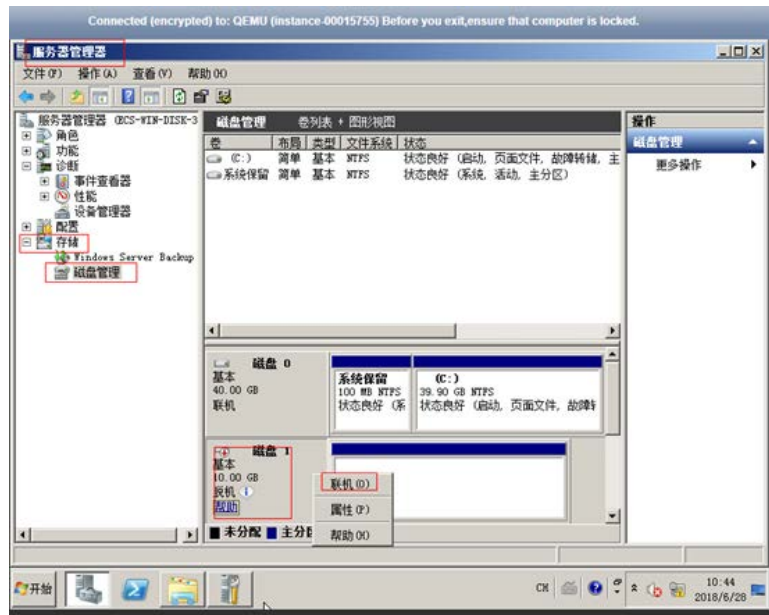 Connected (encrypted) to: QEMU (instance-00015755) Before you exit,ensure that computer is locked.
服务器管理器
文件(F) 操作(A) 查看(V) 帮助(H)
服务器管理器 (ECS-WIN-DISK-3
角色
功能
诊断
事件查看器
性能
设备管理器
配置
存储
Windows Server Backup
磁盘管理
磁盘管理 卷列表 + 图形视图
卷 布局 类型 文件系统 状态
(C:) 简单 基本 NTFS 状态良好 (启动, 页面文件, 故障转储, 主
系统保留 简单 基本 NTFS 状态良好 (系统, 活动, 主分区)
磁盘 0
基本
40.00 GB
联机
系统保留
100 MB NTFS
状态良好 (系
(C:)
39.90 GB NTFS
状态良好 (启动, 页面文件, 故障转
磁盘 1
基本
10.00 GB
脱机
帮助
联机(O)
属性(P)
帮助(H)
未分配 主分
操作
磁盘管理
更多操作
开始
CH
10:44
2018/6/28